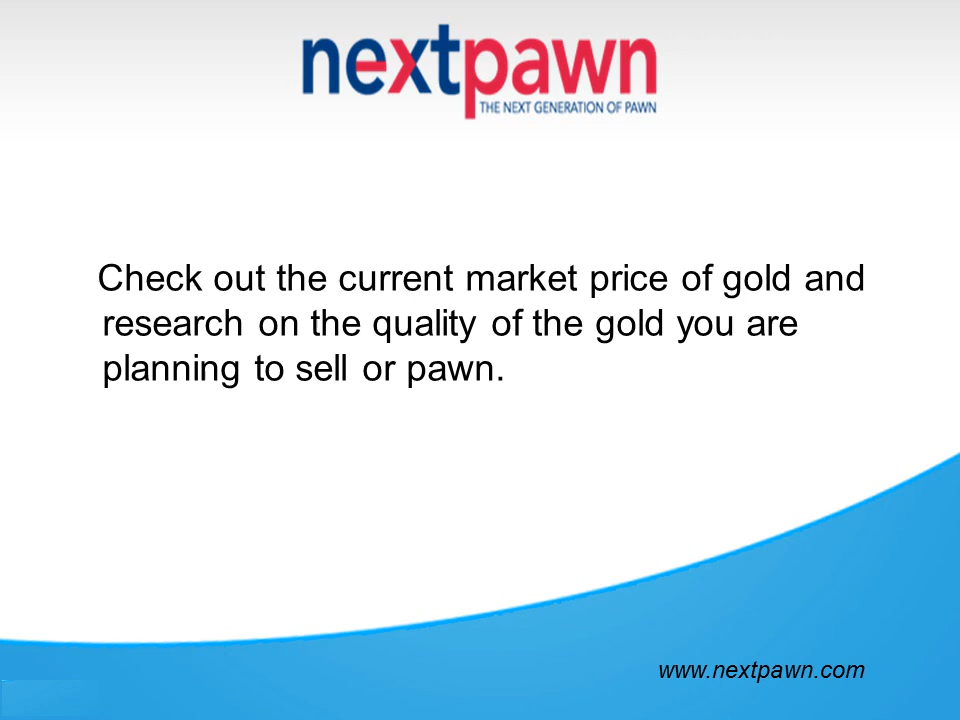 nextpawn
THE NEXT GENERATION OF PAWN
Check out the current market price of gold and
research on the quality of the gold you are
planning to sell or pawn.
www.nextpawn.com